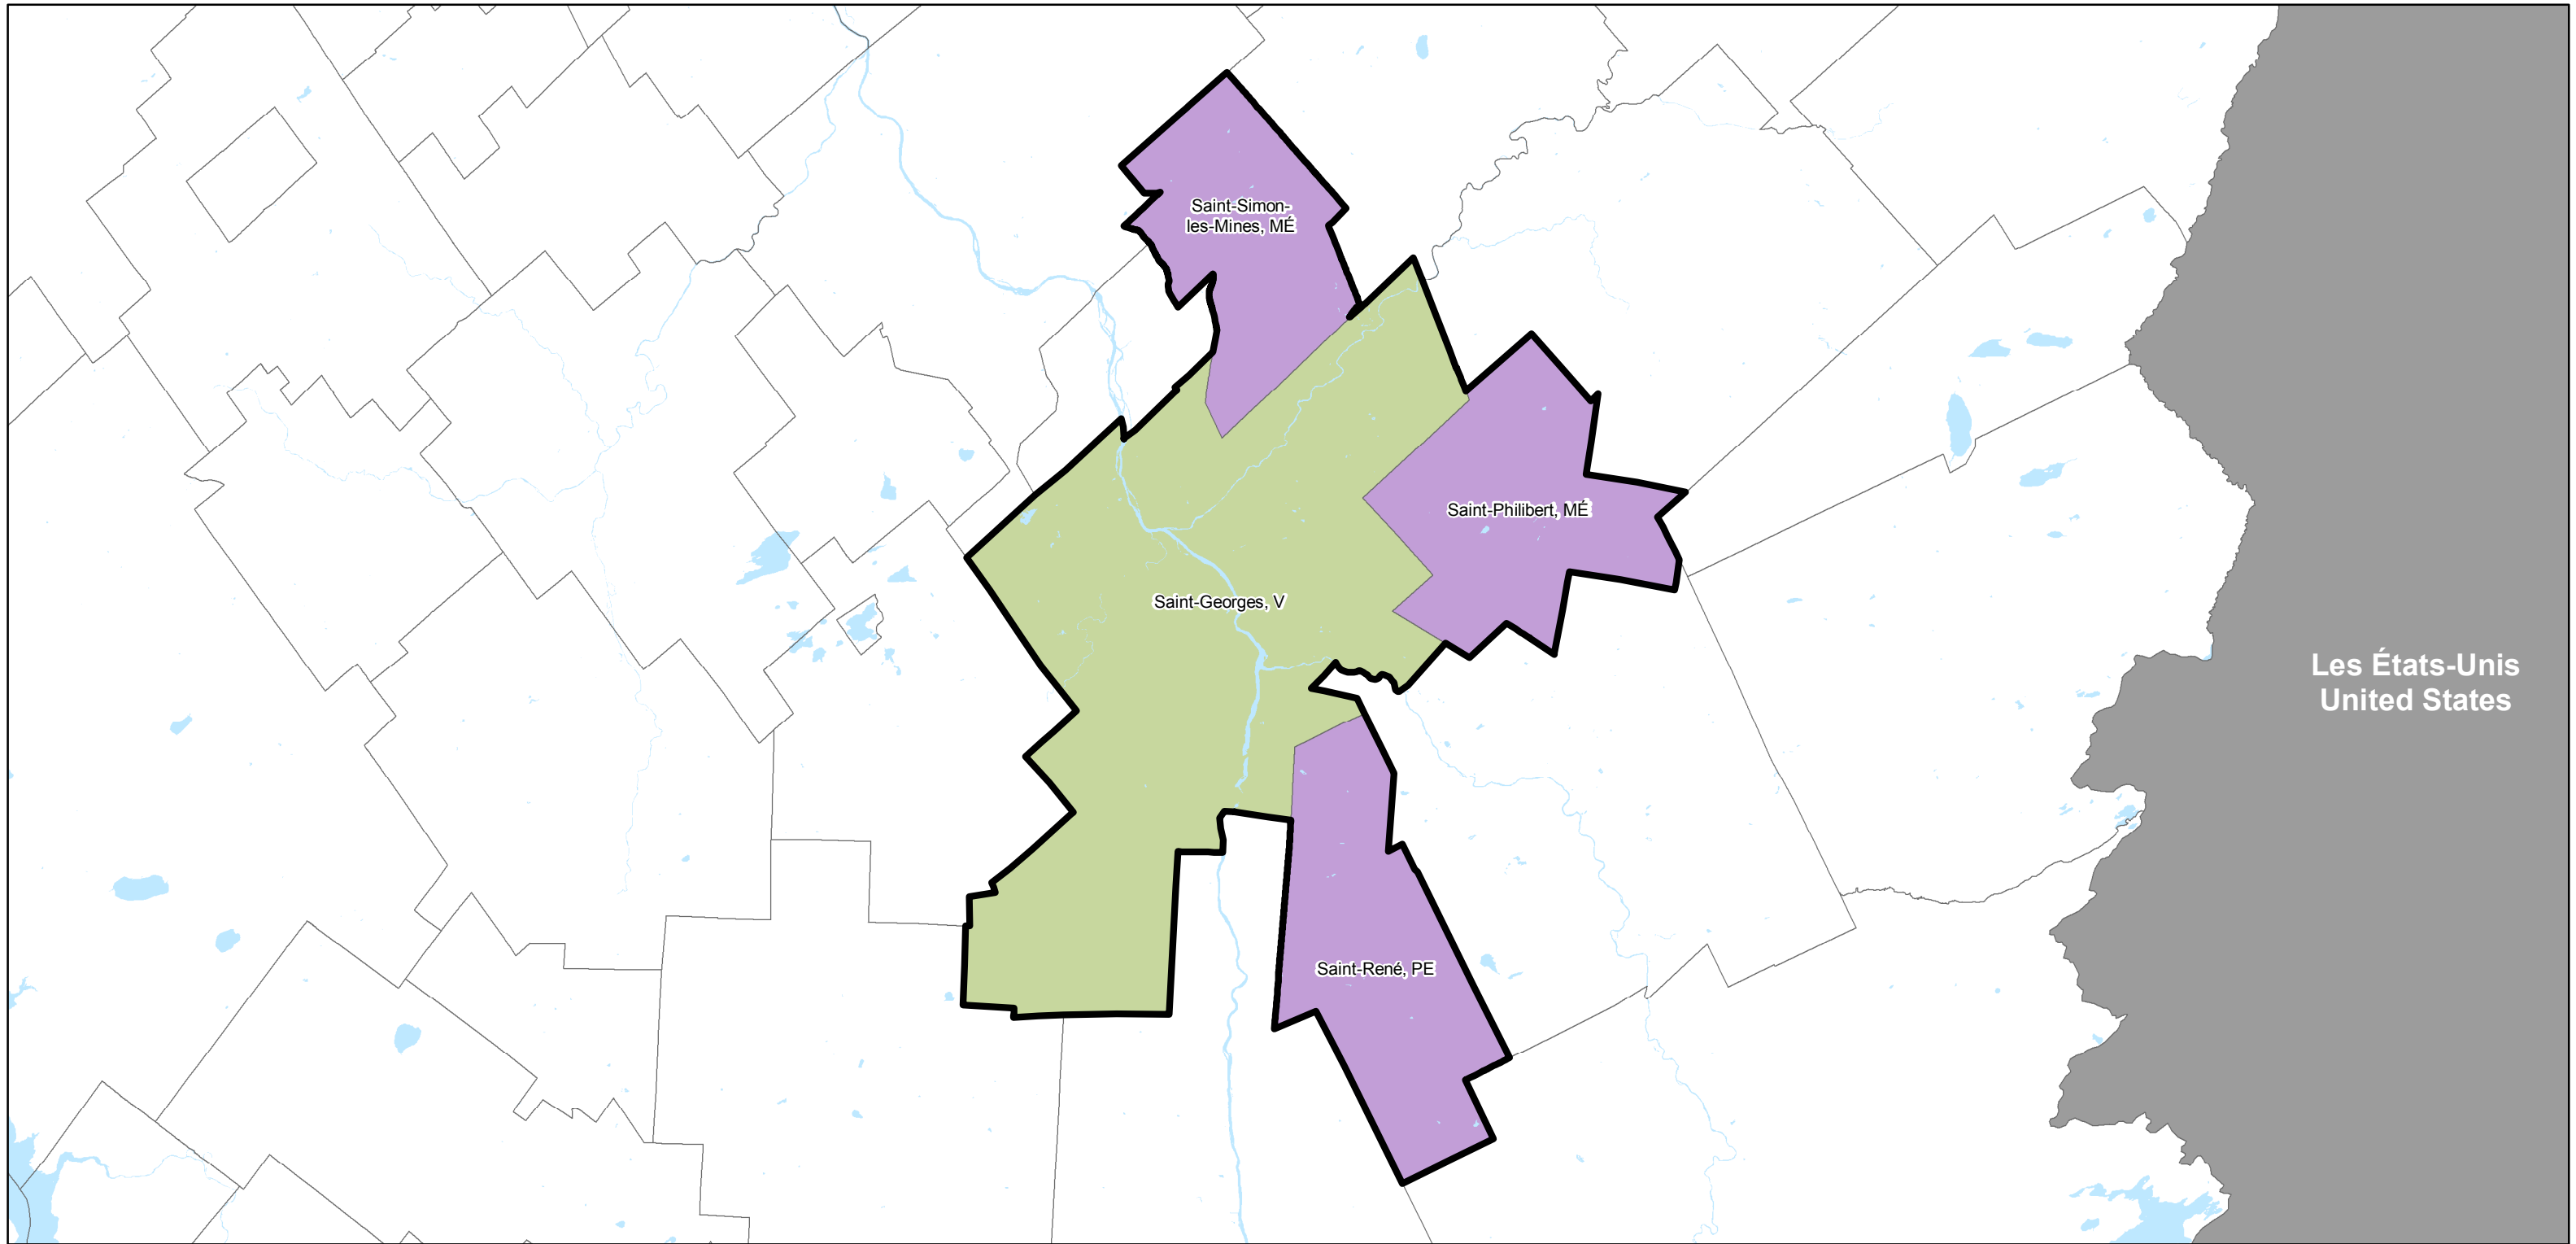 Saint-Simon-
les-Mines, MÉ
Saint-Philibert, MÉ
Saint-Georges, V
Les États-Unis
United States
Saint-René, PE